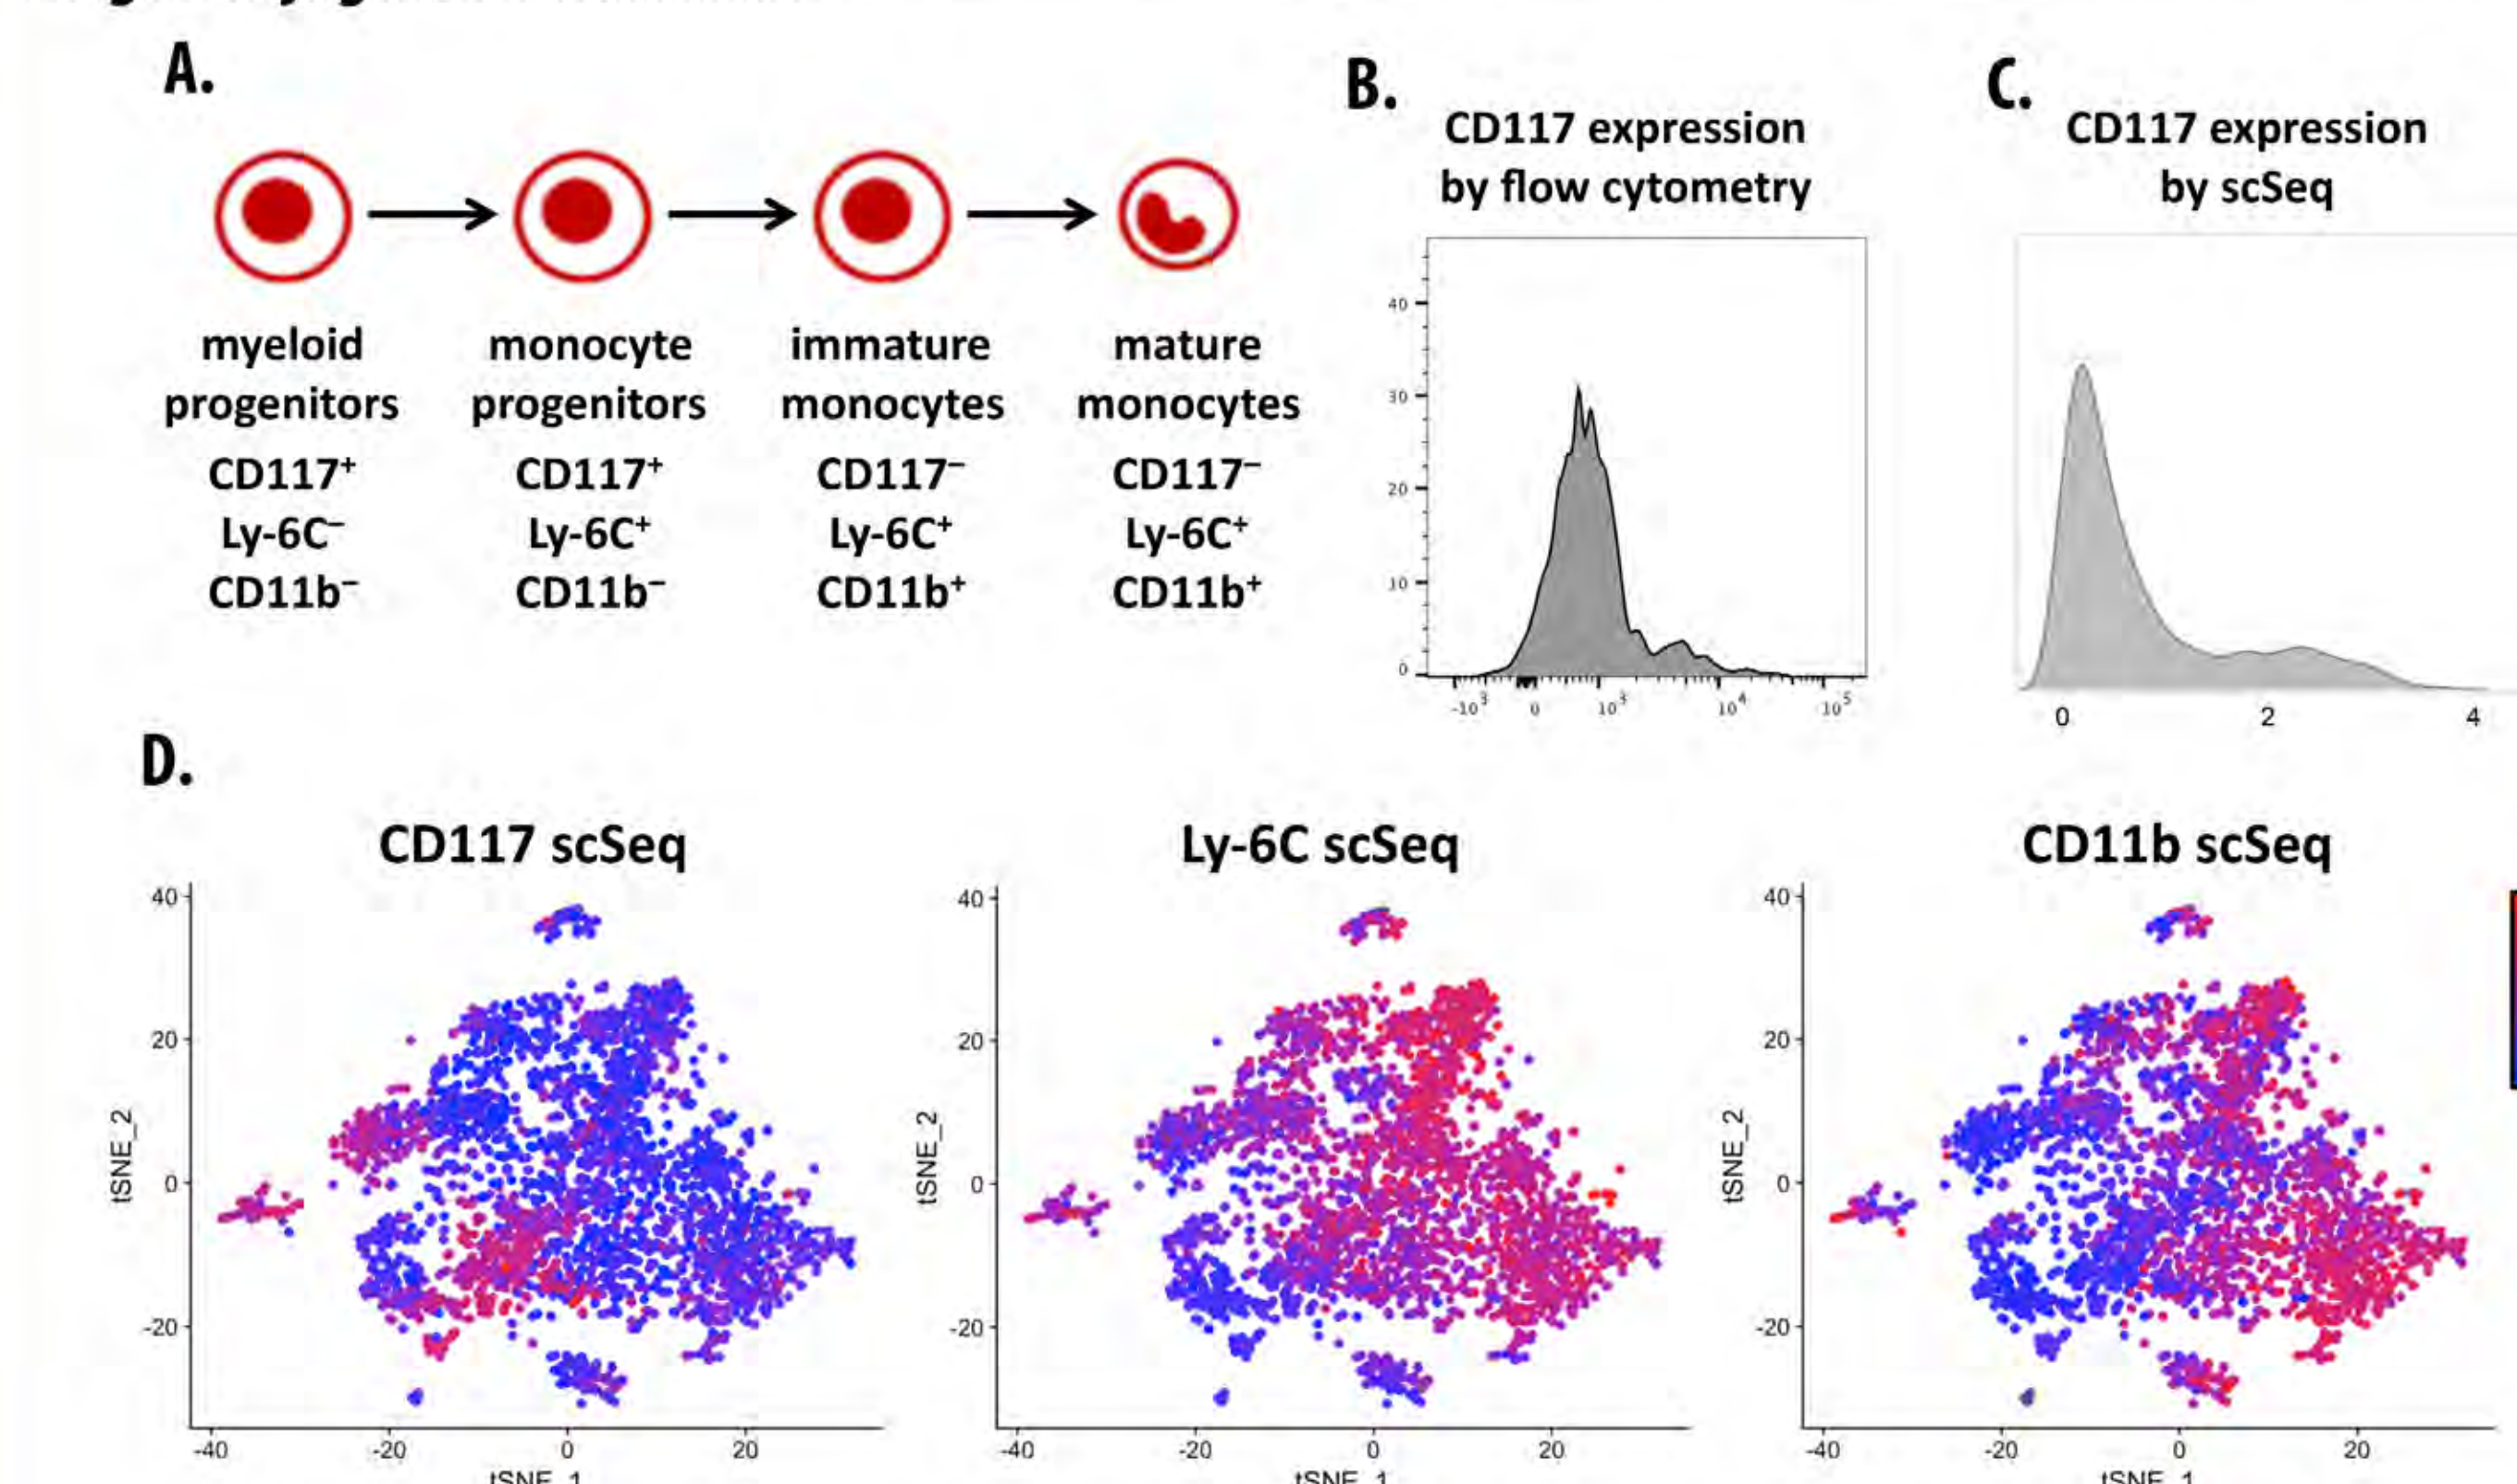 A.
myeloid
progenitors
CD117⁺
Ly-6C⁻
CD11b⁻
monocyte
progenitors
CD117⁺
Ly-6C⁺
CD11b⁻
immature
monocytes
CD117⁻
Ly-6C⁺
CD11b⁺
mature
monocytes
CD117⁻
Ly-6C⁺
CD11b⁺
B.
CD117 expression
by flow cytometry
40
30
20
10
0
-10³ 0 10³ 10⁴ 10⁵
C.
CD117 expression
by scSeq
0 2 4
D.
CD117 scSeq
tSNE_2
40
20
0
-20
-40 -20 0 20
tSNE_1
Ly-6C scSeq
tSNE_2
40
20
0
-20
-40 -20 0 20
tSNE_1
CD11b scSeq
tSNE_2
40
20
0
-20
-40 -20 0 20
tSNE_1